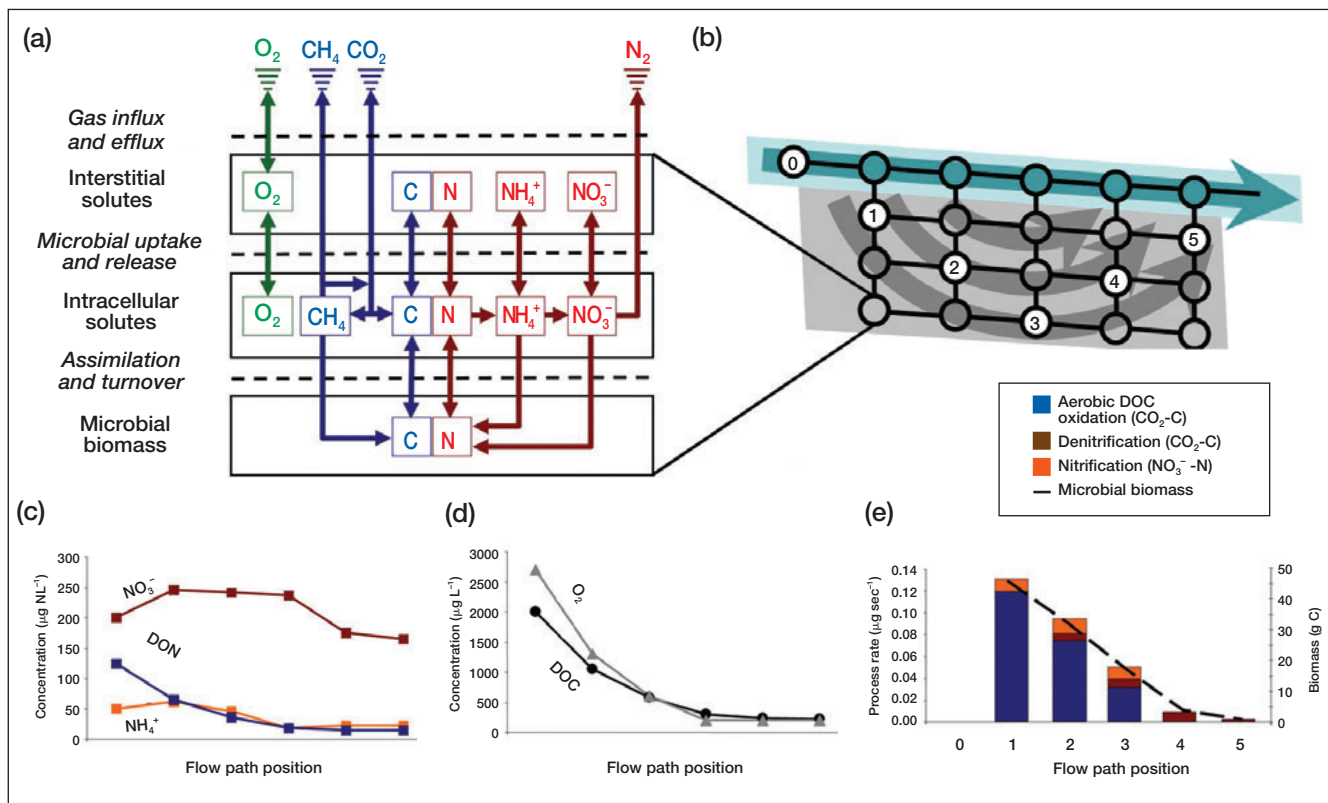 (a)
O₂
CH₄
CO₂
N₂
Gas influx
and efflux
Interstitial
solutes
O₂
C
N
NH₄⁺
NO₃⁻
Microbial uptake
and release
Intracellular
solutes
O₂
CH₄
C
N
NH₄⁺
NO₃⁻
Assimilation
and turnover
Microbial
biomass
C
N
(b)
0
1
5
2
4
3
Aerobic DOC
oxidation (CO₂-C)
Denitrification (CO₂-C)
Nitrification (NO₃⁻ -N)
Microbial biomass
(c)
Concentration (µg NL⁻¹)
300
250
200
150
100
50
0
NO₃⁻
DON
NH₄⁺
Flow path position
(d)
Concentration (µg L⁻¹)
3000
2500
2000
1500
1000
500
0
O₂
DOC
Flow path position
(e)
Process rate (µg sec⁻¹)
0.14
0.12
0.10
0.08
0.06
0.04
0.02
0.00
50
40
30
20
10
0
Biomass (g C)
0 1 2 3 4 5
Flow path position